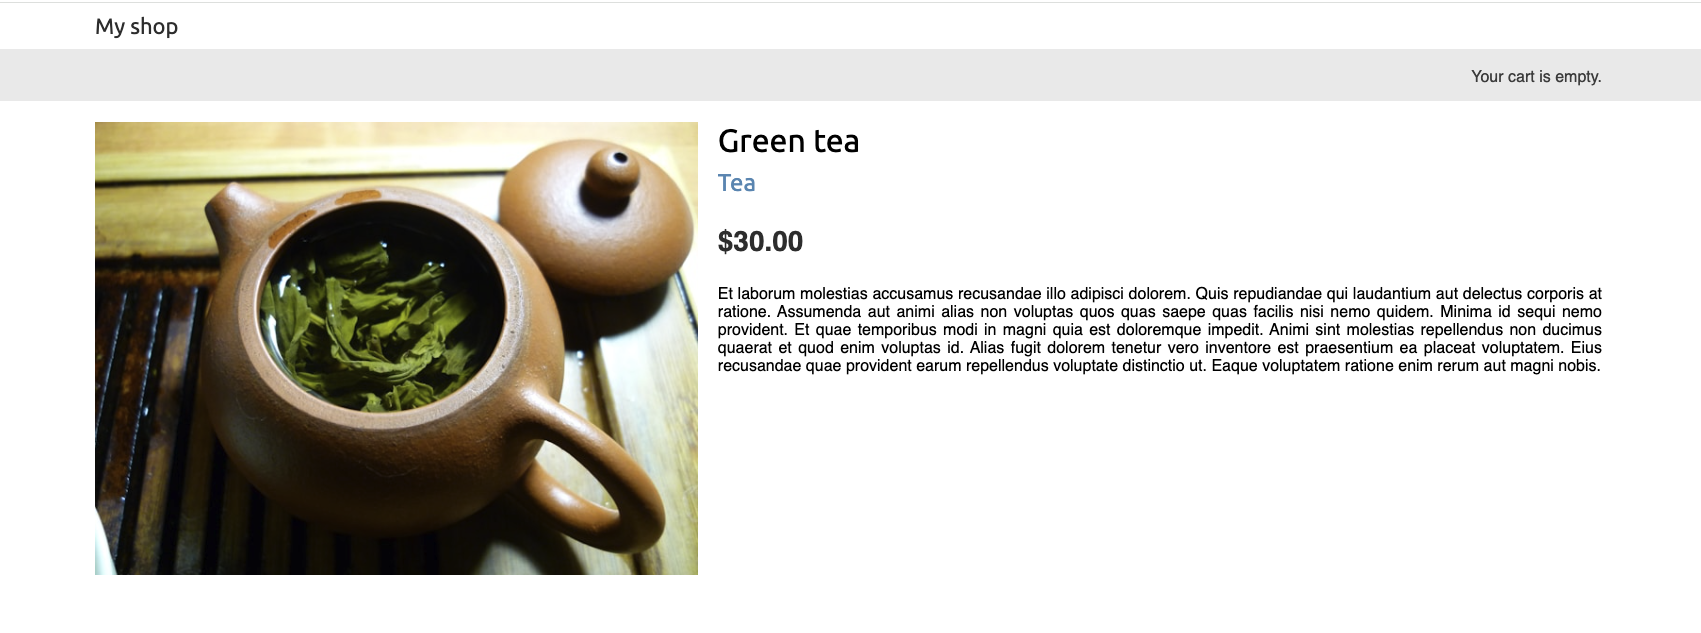 My shop
Your cart is empty.
Green tea
Tea
$30.00
Et laborum molestias accusamus recusandae illo adipisci dolorem. Quis repudiandae qui laudantium aut delectus corporis at
ratione. Assumenda aut animi alias non voluptas quos quas saepe quas facilis nisi nemo quidem. Minima id sequi nemo
provident. Et quae temporibus modi in magni quia est doloremque impedit. Animi sint molestias repellendus non ducimus
quaerat et quod enim voluptas id. Alias fugit dolorem tenetur vero inventore est praesentium ea placeat voluptatem. Eius
recusandae quae provident earum repellendus voluptate distinctio ut. Eaque voluptatem ratione enim rerum aut magni nobis.